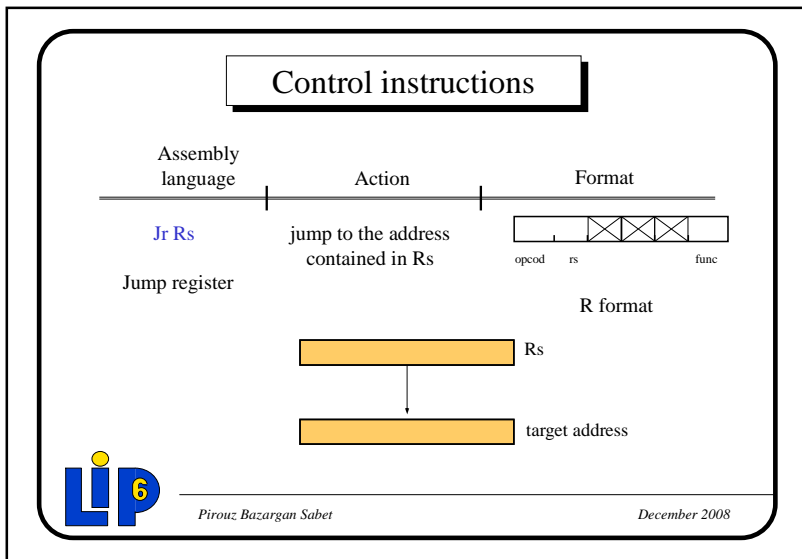 Control instructions
Assembly
language
Action
Format
Jr Rs
jump to the address
contained in Rs
opcod rs func
Jump register
R format
Rs
target address
LIP6
Pirouz Bazargan Sabet
December 2008